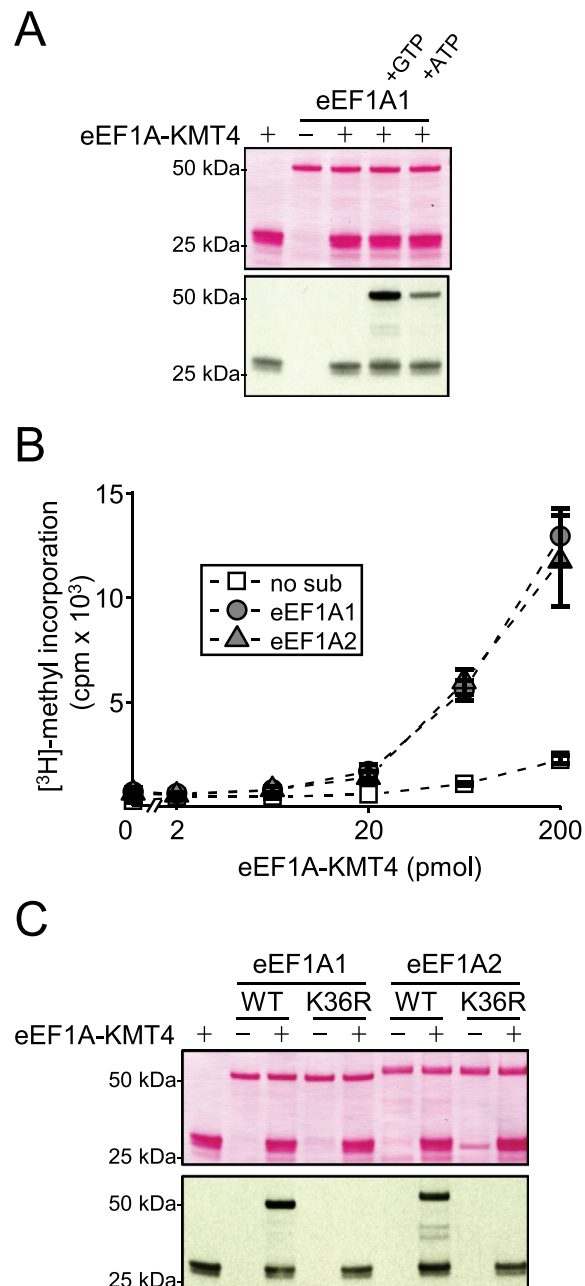 A
+GTP
+ATP
eEF1A1
eEF1A-KMT4 + − + + +
50 kDa
25 kDa
50 kDa
25 kDa
B
[³H]-methyl incorporation
(cpm x 10³)
15
10
5
no sub
eEF1A1
eEF1A2
0 2 20 200
eEF1A-KMT4 (pmol)
C
eEF1A1 eEF1A2
WT K36R WT K36R
eEF1A-KMT4 + − + − + − + − +
50 kDa
25 kDa
50 kDa
25 kDa